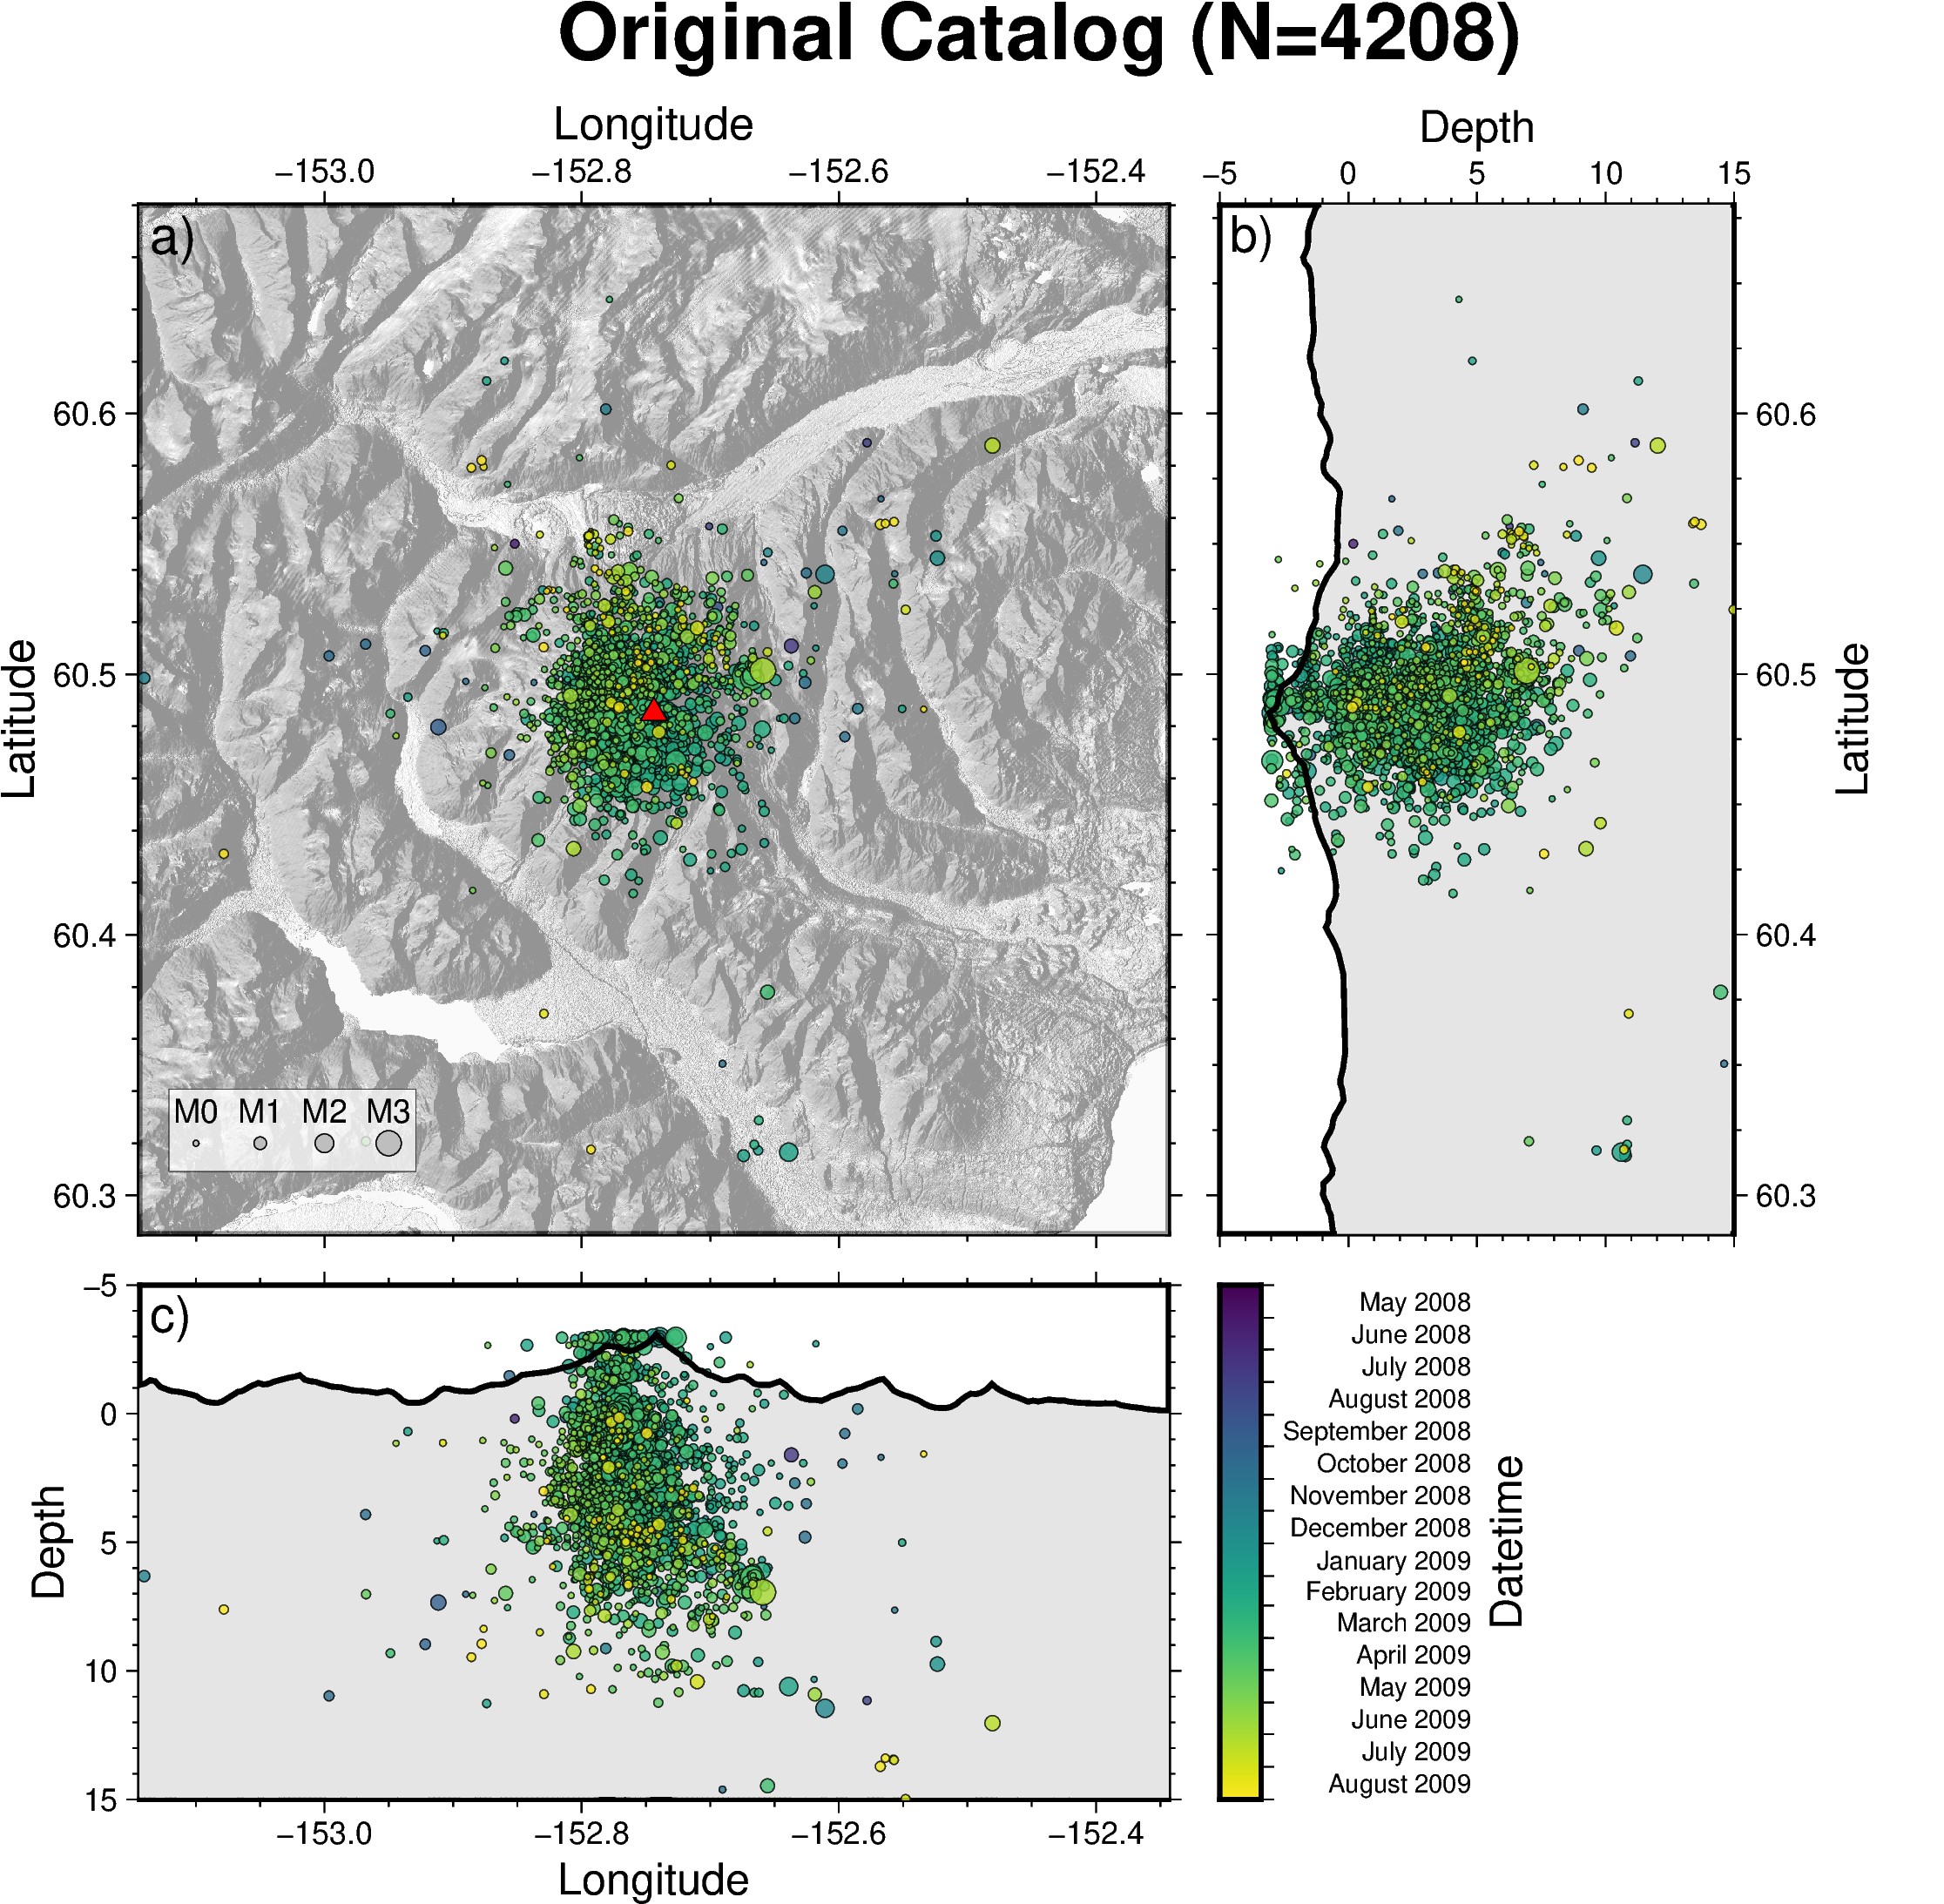 Original Catalog (N=4208)
Longitude
−153.0 −152.8 −152.6 −152.4
Depth
−5 0 5 10 15
a)
b)
Latitude
60.6
60.5
60.4
60.3
60.6
60.5
60.4
60.3
Latitude
M0 M1 M2 M3
c)
Depth
−5
0
5
10
15
−153.0 −152.8 −152.6 −152.4
Longitude
May 2008
June 2008
July 2008
August 2008
September 2008
October 2008
November 2008
December 2008
January 2009
February 2009
March 2009
April 2009
May 2009
June 2009
July 2009
August 2009
Datetime